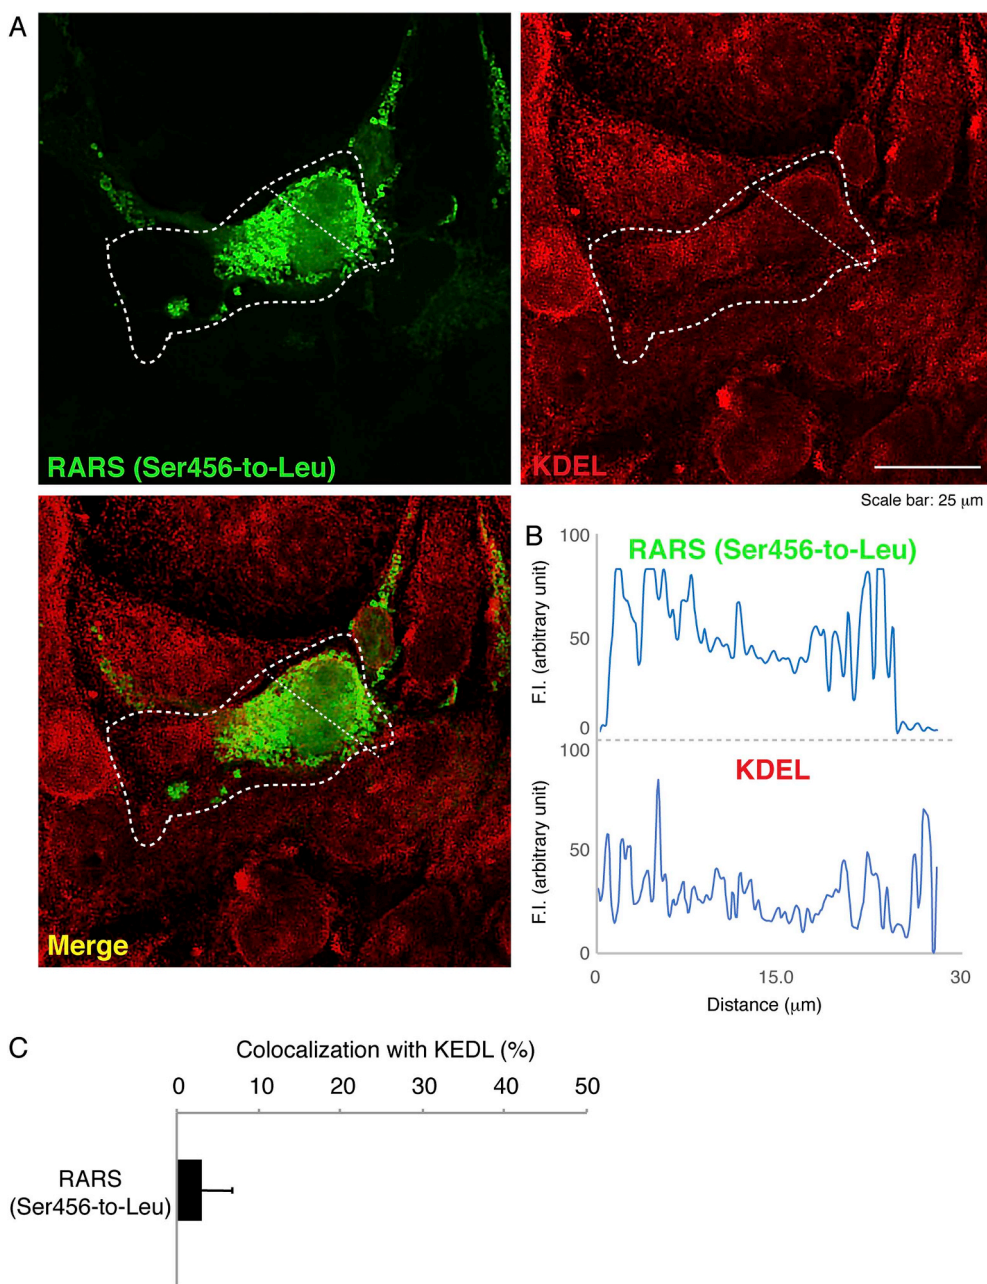 A
RARS (Ser456-to-Leu)
KDEL
Scale bar: 25 μm
Merge
B
100
RARS (Ser456-to-Leu)
F.I. (arbitrary unit)
50
0
100
KDEL
F.I. (arbitrary unit)
50
0
0 15.0 30
Distance (μm)
C
Colocalization with KEDL (%)
0 10 20 30 40 50
RARS
(Ser456-to-Leu)